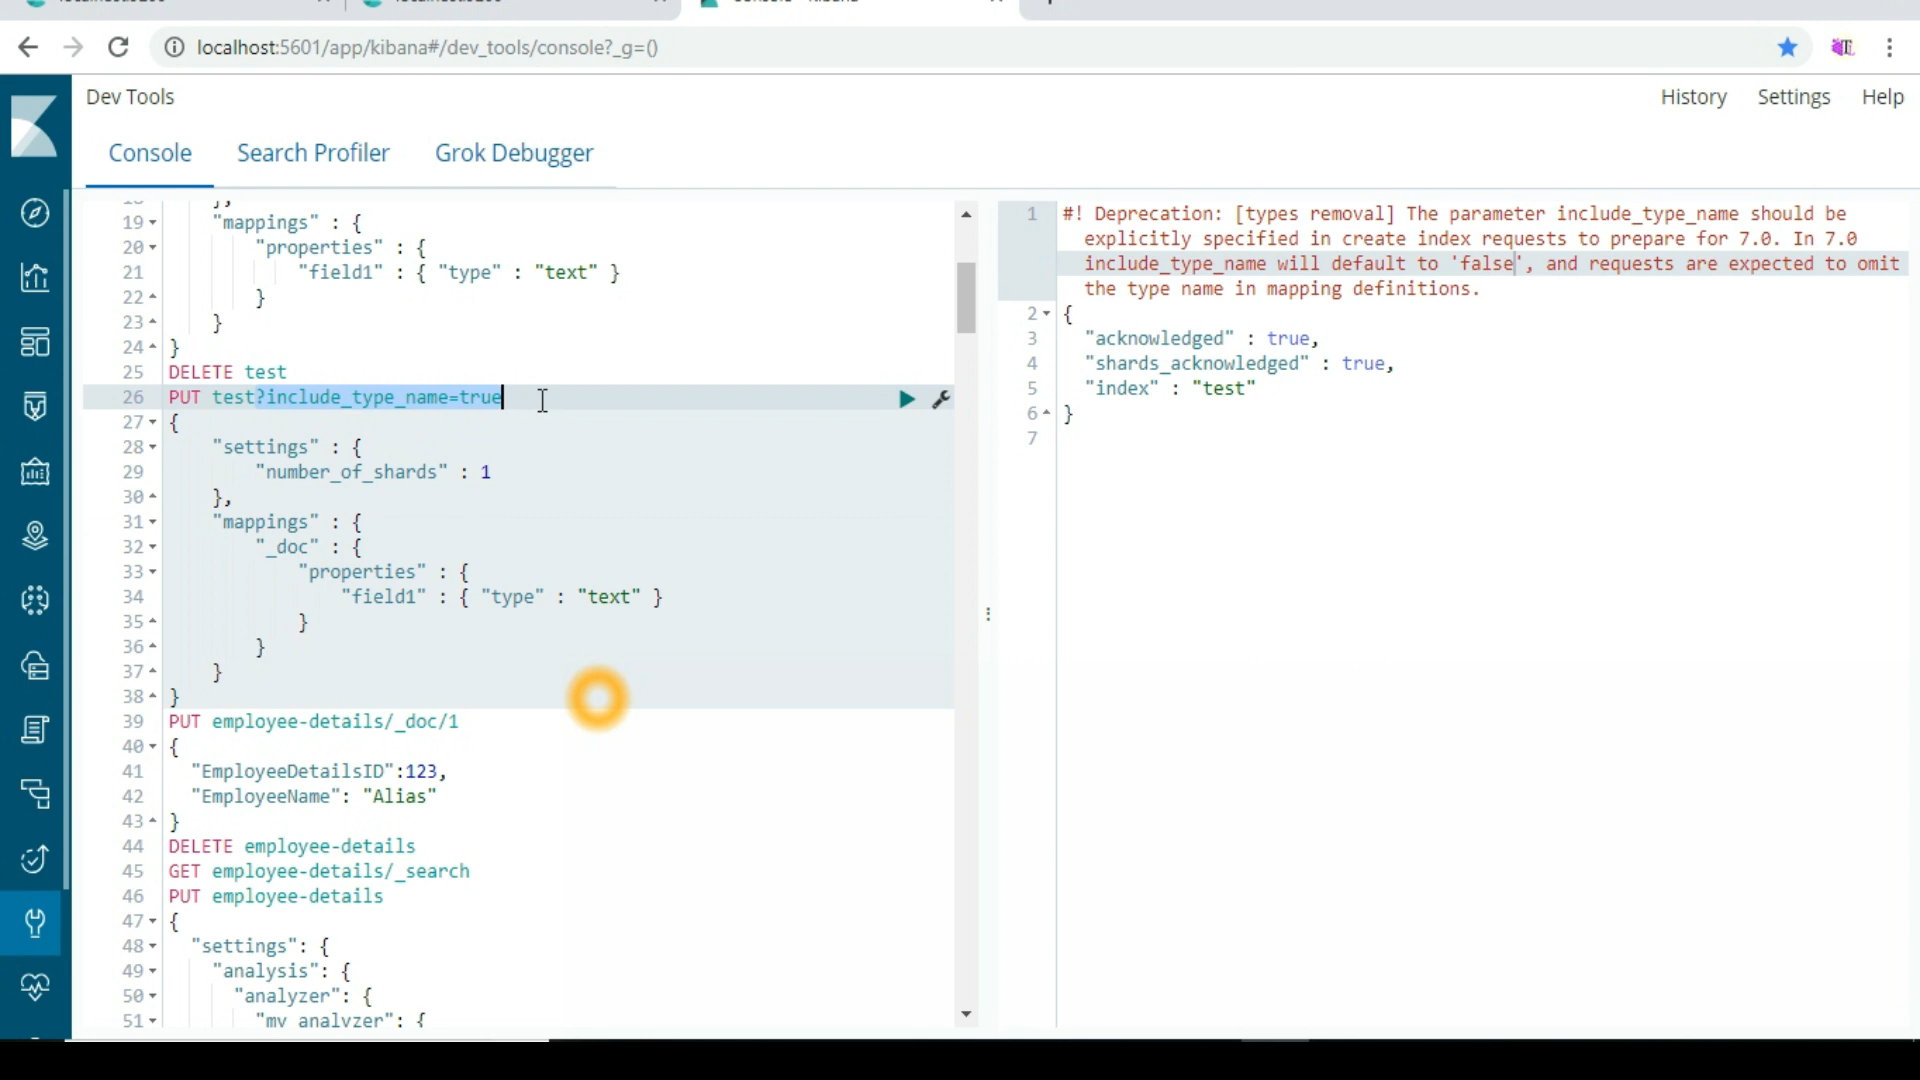 localhost:5601/app/kibana#/dev_tools/console?_g=()
Dev Tools
History Settings Help
Console Search Profiler Grok Debugger
18 },
19 "mappings" : {
20 "properties" : {
21 "field1" : { "type" : "text" }
22 }
23 }
24 }
25 DELETE test
26 PUT test?include_type_name=true
27 {
28 "settings" : {
29 "number_of_shards" : 1
30 },
31 "mappings" : {
32 "_doc" : {
33 "properties" : {
34 "field1" : { "type" : "text" }
35 }
36 }
37 }
38 }
39 PUT employee-details/_doc/1
40 {
41 "EmployeeDetailsID":123,
42 "EmployeeName": "Alias"
43 }
44 DELETE employee-details
45 GET employee-details/_search
46 PUT employee-details
47 {
48 "settings": {
49 "analysis": {
50 "analyzer": {
51 "my_analyzer": {
1 #! Deprecation: [types removal] The parameter include_type_name should be
explicitly specified in create index requests to prepare for 7.0. In 7.0
include_type_name will default to 'false', and requests are expected to omit
the type name in mapping definitions.
2 {
3 "acknowledged" : true,
4 "shards_acknowledged" : true,
5 "index" : "test"
6 }
7